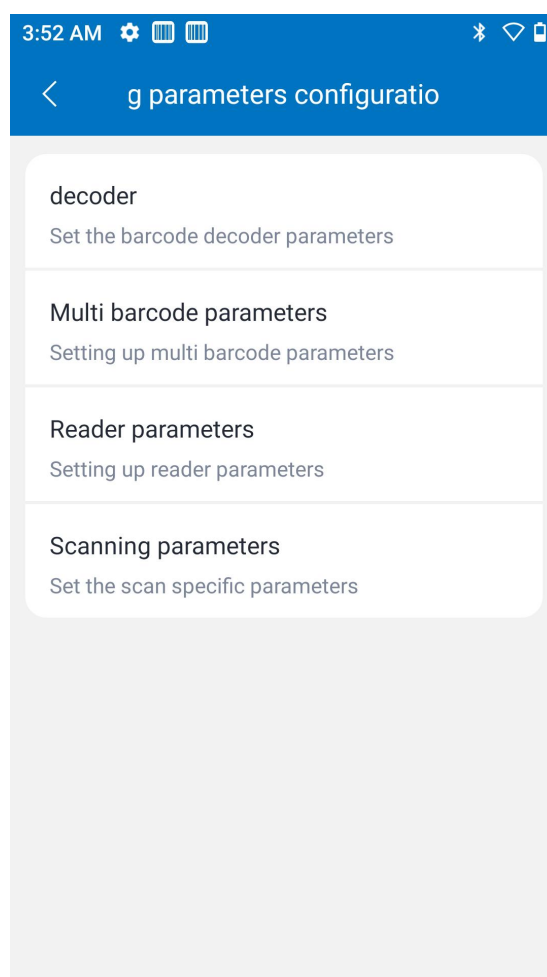 3:52 AM
g parameters configuratio
decoder
Set the barcode decoder parameters
Multi barcode parameters
Setting up multi barcode parameters
Reader parameters
Setting up reader parameters
Scanning parameters
Set the scan specific parameters